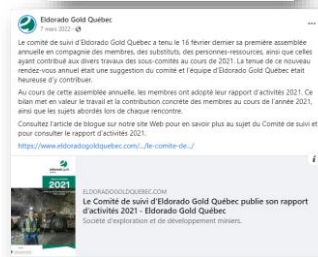 Eldorado Gold Québec
7 mars 2022 ·
Le comité de suivi d'Eldorado Gold Québec a tenu le 16 février dernier sa première assemblée
annuelle en compagnie des membres, des substituts, des personnes-ressources, ainsi que celles
ayant contribué aux divers travaux des sous-comités au cours de 2021. La tenue de ce nouveau
rendez-vous annuel était une suggestion du comité et l'équipe d'Eldorado Gold Québec était
heureuse d'y contribuer.
Au cours de cette assemblée annuelle, les membres ont adopté leur rapport d'activités 2021. Ce
bilan met en valeur le travail et la contribution concrète des membres au cours de l'année 2021,
ainsi que les sujets abordés lors de chaque rencontre.
Consultez l'article de blogue sur notre site Web pour en savoir plus au sujet du Comité de suivi et
pour consulter le rapport d'activités 2021.
https://www.eldoradogoldquebec.com/.../le-comite-de.../
2021
ELDORADOGOLDQUEBEC.COM
Le Comité de suivi d'Eldorado Gold Québec publie son rapport
d'activités 2021 - Eldorado Gold Québec
Société d'exploration et de développement miniers.